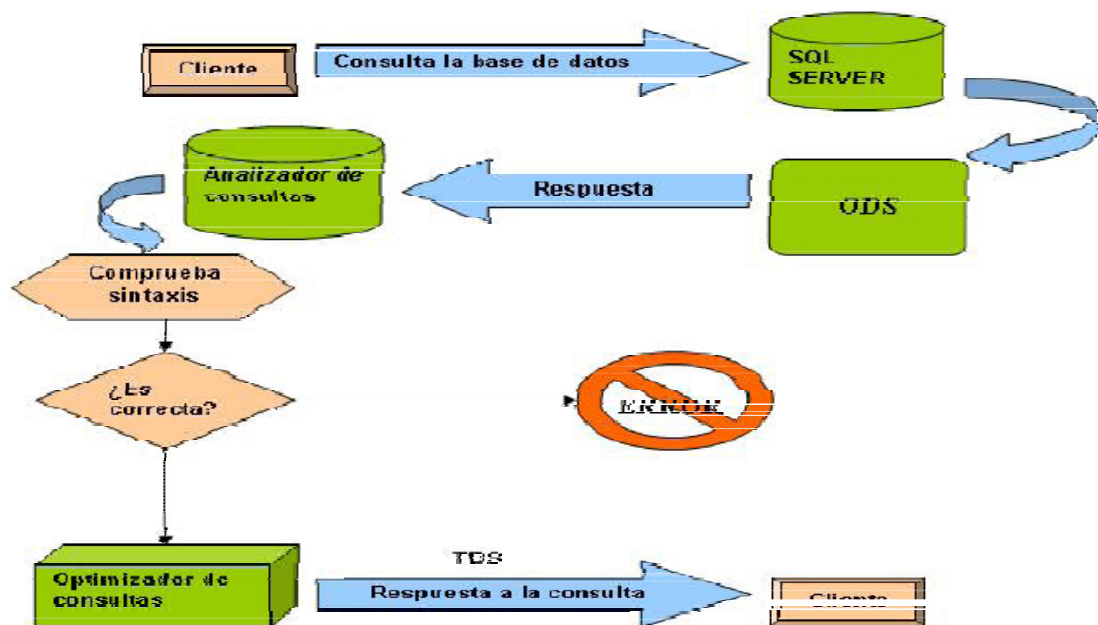 Cliente
Consulta la base de datos
SQL
SERVER
Analizador de
consultas
Respuesta
ODS
Comprueba
sintaxis
¿Es
correcta?
ERROR
Optimizador de
consultas
TDS
Respuesta a la consulta
Cliente